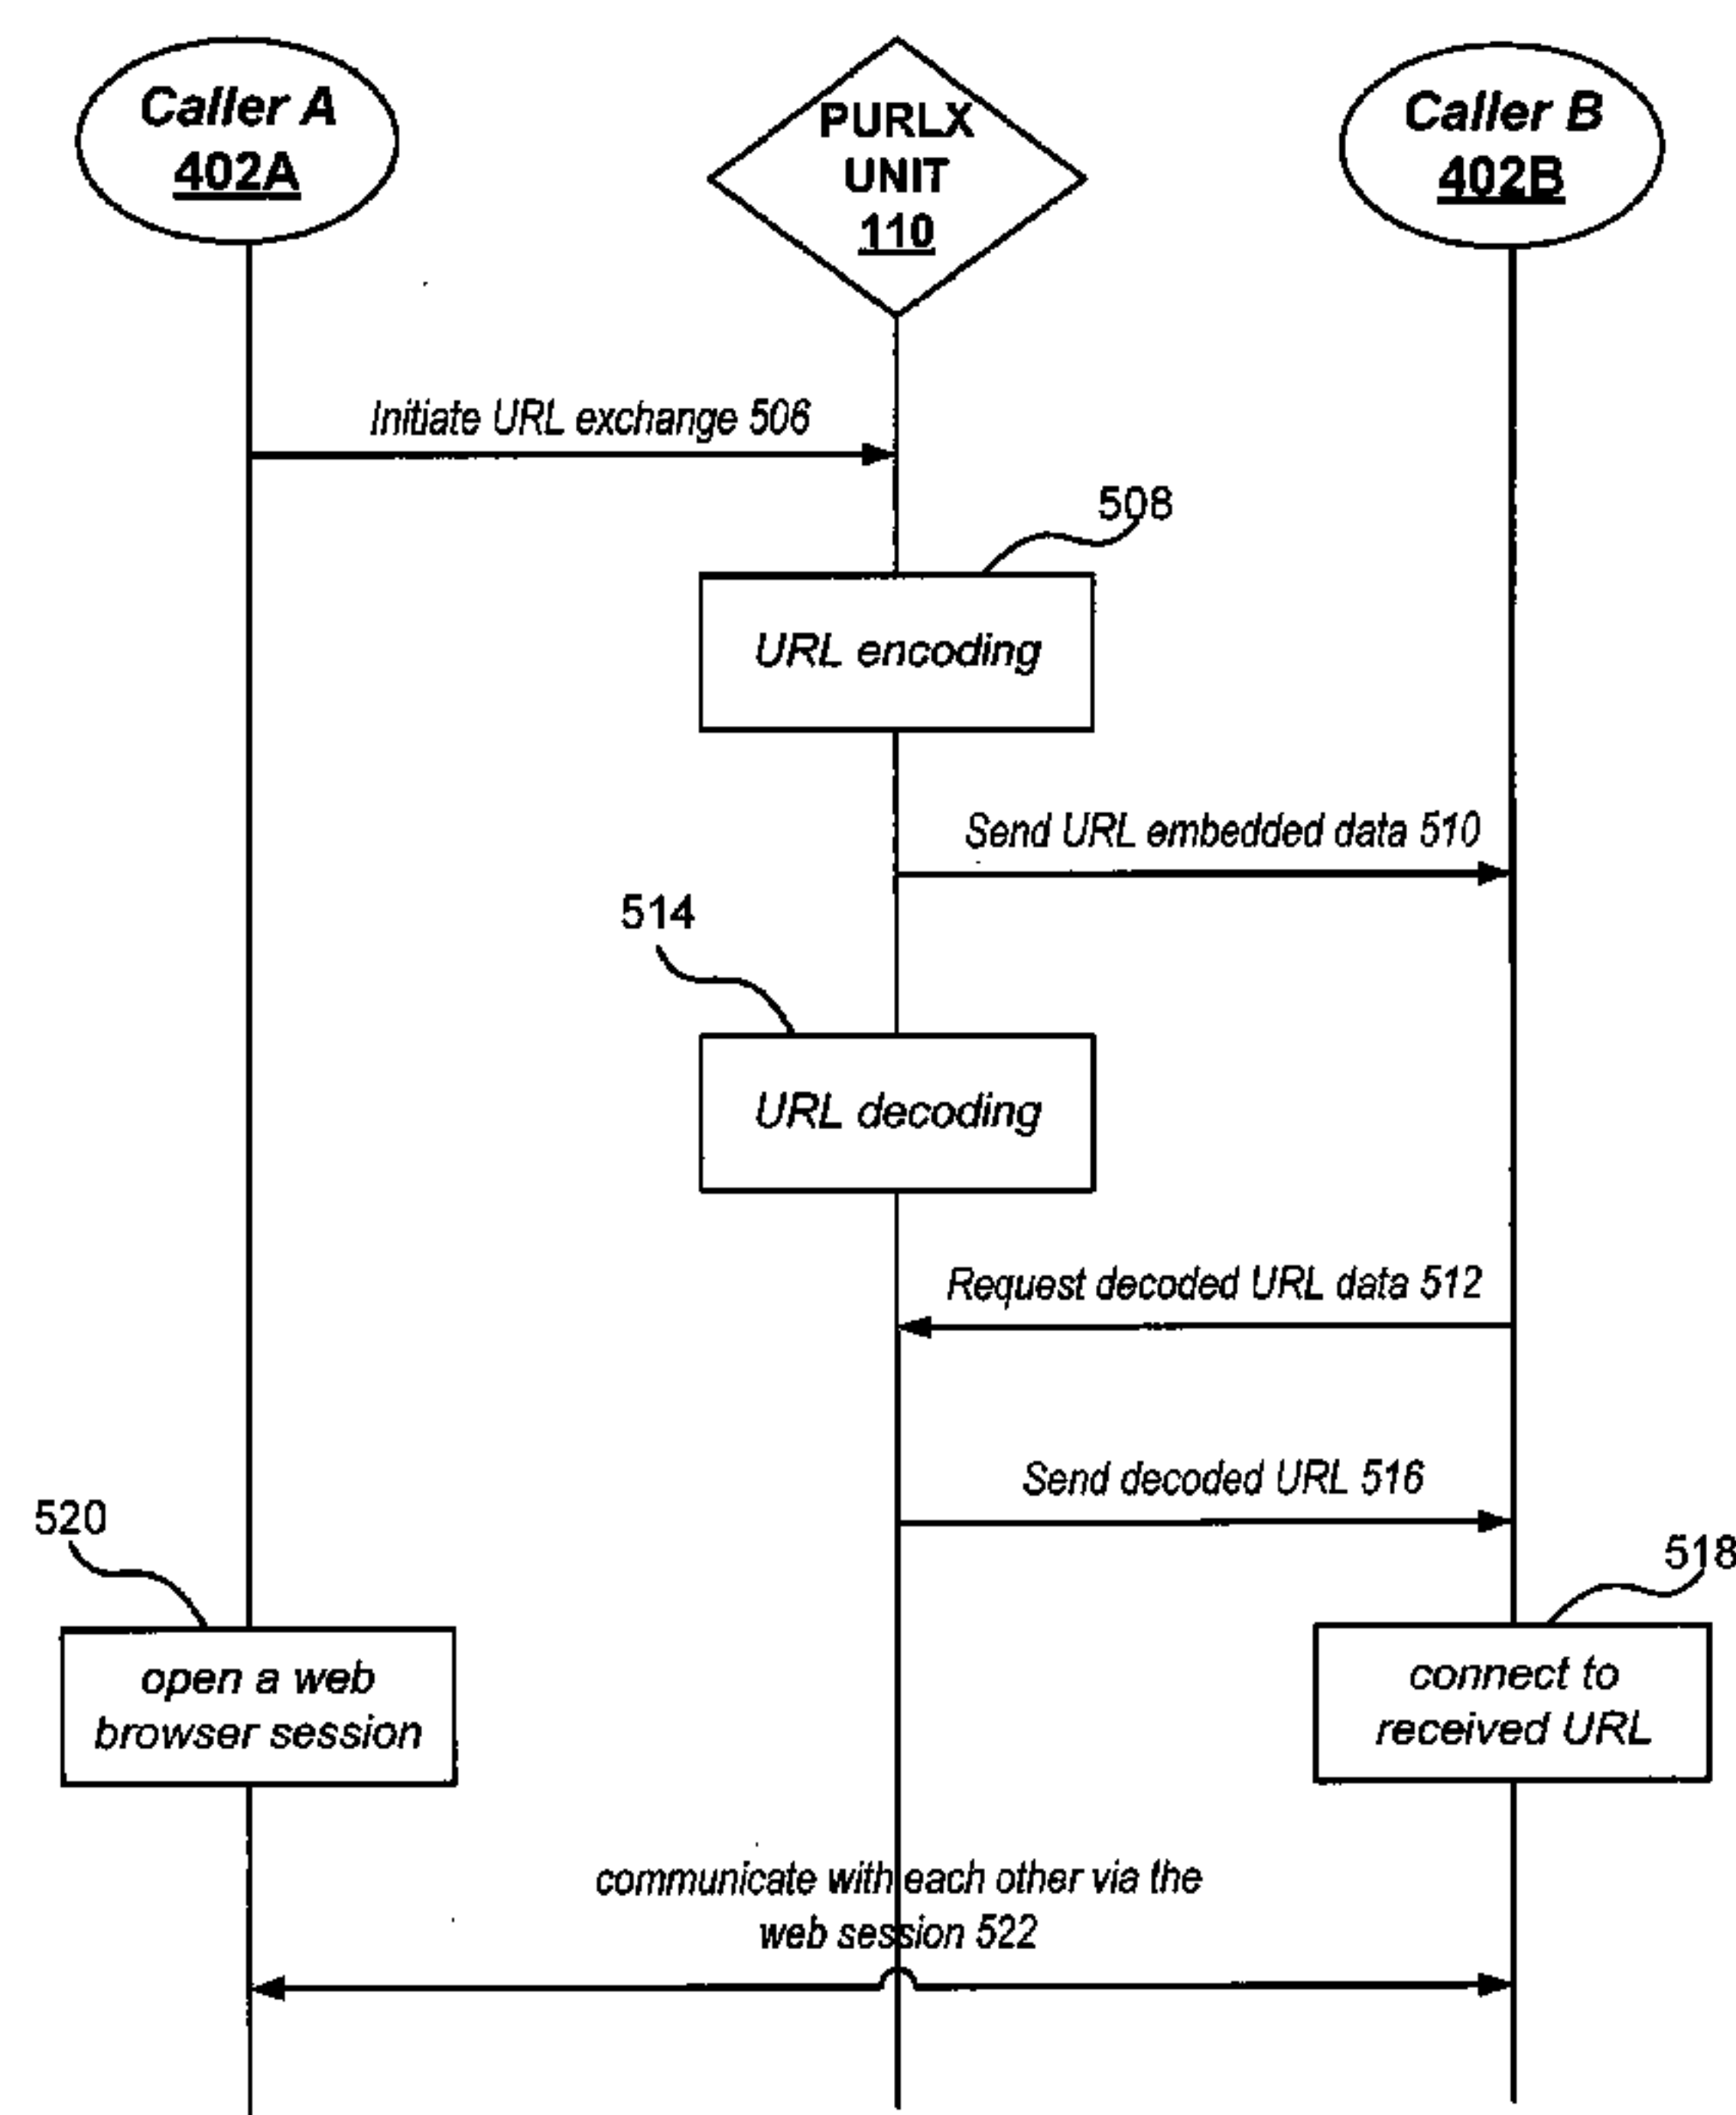 Caller A
402A
PURLX
UNIT
110
Caller B
402B
Initiate URL exchange 506
508
URL encoding
Send URL embedded data 510
514
URL decoding
Request decoded URL data 512
Send decoded URL 516
520
518
open a web
browser session
connect to
received URL
communicate with each other via the
web session 522